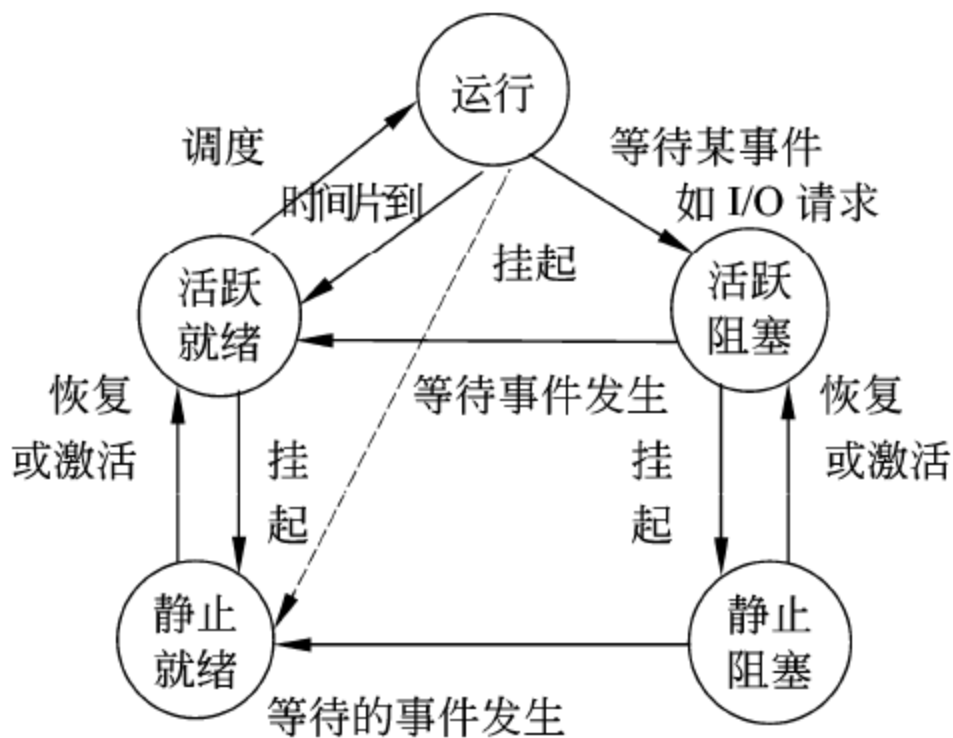 运行
调度
等待某事件
如 I/O 请求
时间片到
挂起
活跃
就绪
活跃
阻塞
等待事件发生
恢复
或激活
挂
起
挂
起
恢复
或激活
静止
就绪
静止
阻塞
等待的事件发生